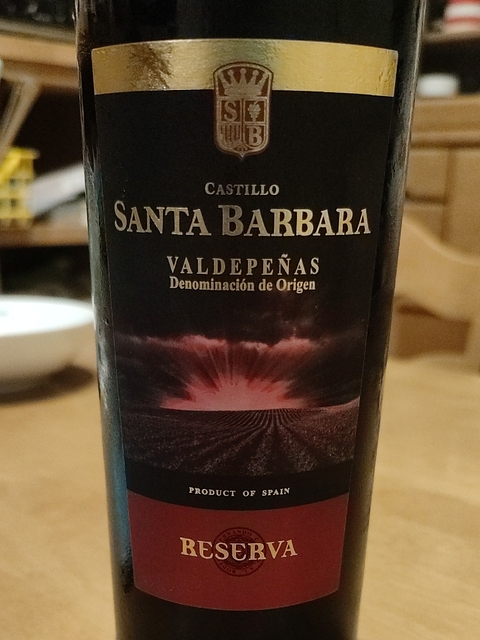 S
B
CASTILLO
SANTA BARBARA
VALDEPEÑAS
Denominación de Origen
PRODUCT OF SPAIN
RESERVA